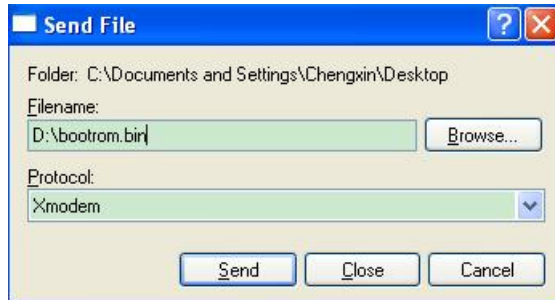 Send File
Folder: C:\Documents and Settings\Chengxin\Desktop
Filename:
D:\bootrom.bin
Browse...
Protocol:
Xmodem
Send Close Cancel